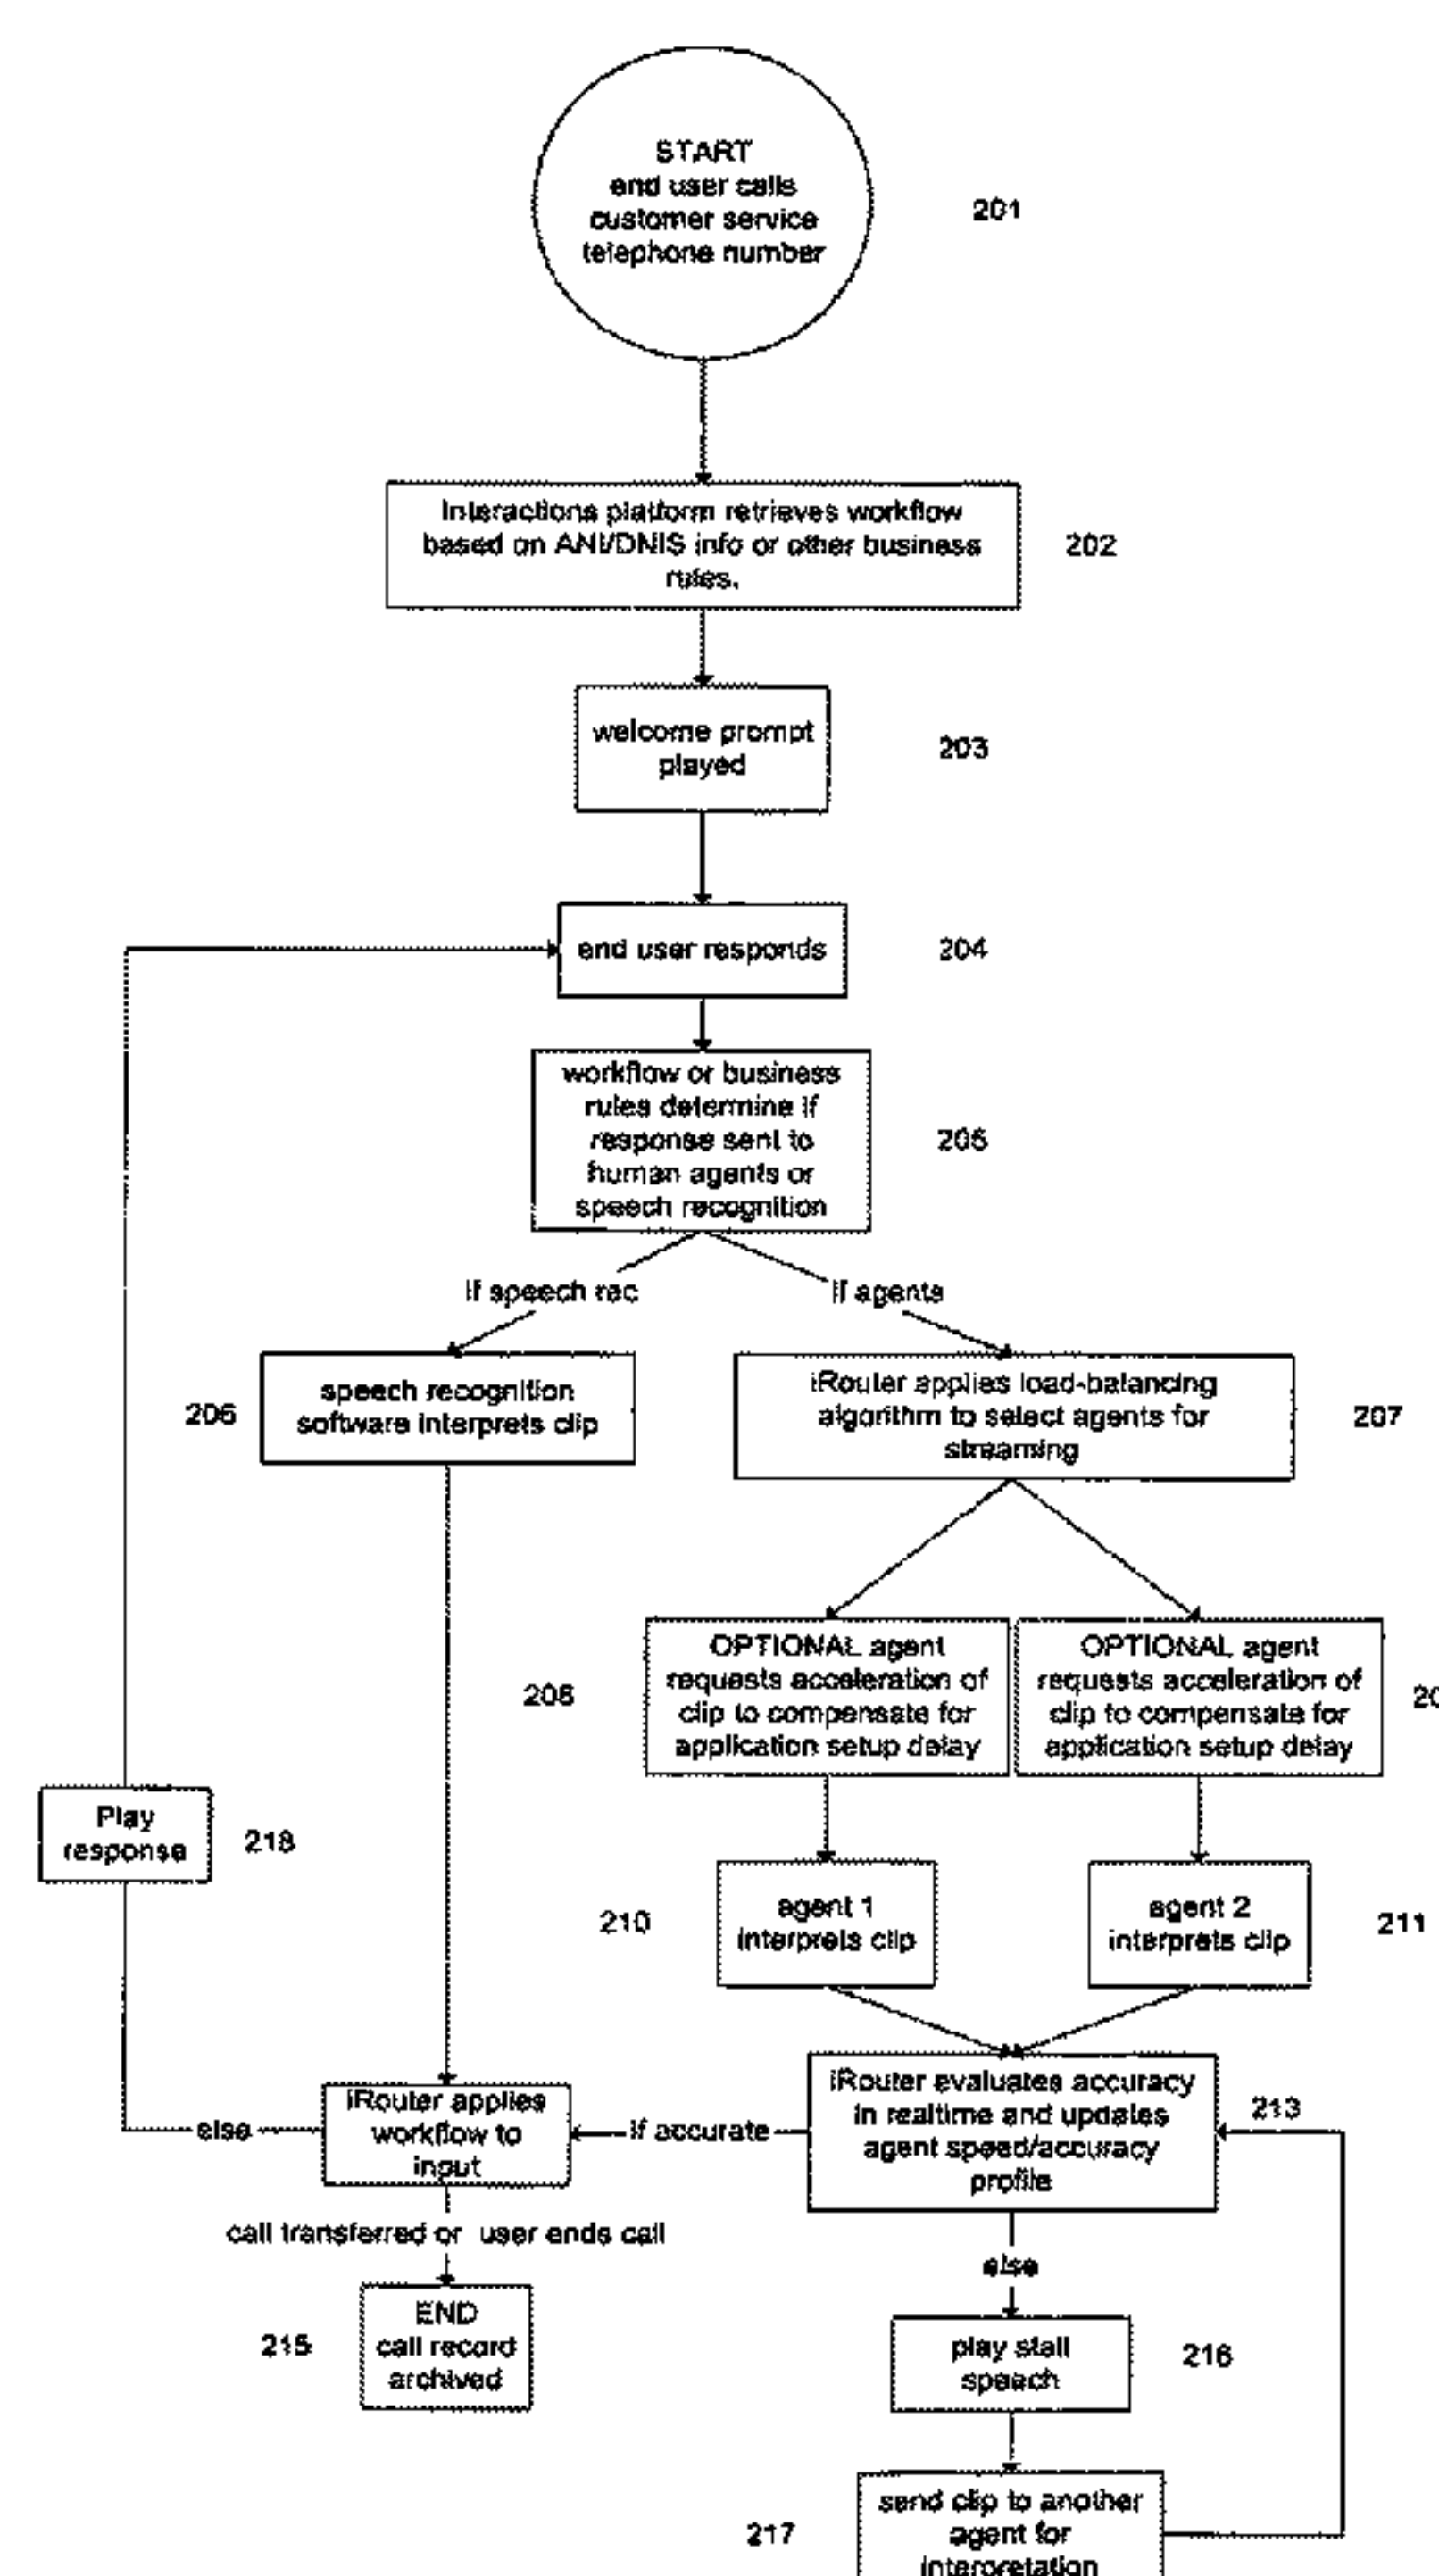 START
end user calls
customer service
telephone number
201
Interactions platform retrieves workflow
based on ANI/DNIS info or other business
rules.
202
welcome prompt
played
203
end user responds
204
workflow or business
rules determine if
response sent to
human agents or
speech recognition
205
if speech rec
if agents
206
speech recognition
software interprets clip
iRouter applies load-balancing
algorithm to select agents for
streaming
207
208
OPTIONAL agent
requests acceleration of
clip to compensate for
application setup delay
OPTIONAL agent
requests acceleration of
clip to compensate for
application setup delay
20
Play
response
218
210
agent 1
interprets clip
agent 2
interprets clip
211
else
iRouter applies
workflow to
input
if accurate
iRouter evaluates accuracy
in realtime and updates
agent speed/accuracy
profile
213
call transferred or user ends call
else
215
END
call record
archived
play stall
speech
216
217
send clip to another
agent for
interpretation